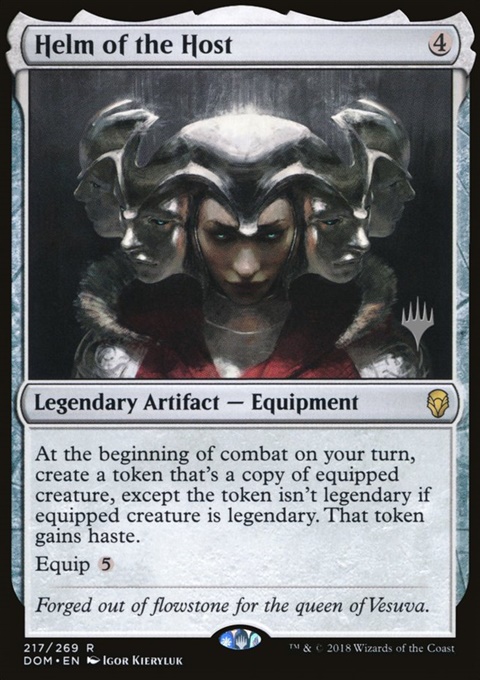 Helm of the Host 4
Legendary Artifact — Equipment
At the beginning of combat on your turn,
create a token that's a copy of equipped
creature, except the token isn't legendary if
equipped creature is legendary. That token
gains haste.
Equip 5
Forged out of flowstone for the queen of Vesuva.
217/269 R
DOM • EN Igor Kieryluk
™ & © 2018 Wizards of the Coast